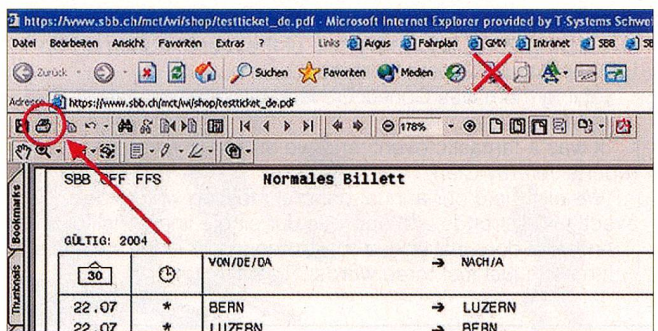 https://www.sbb.ch/mct/wi/shop/testticket_de.pdf - Microsoft Internet Explorer provided by T-Systems Schwei
Datei Bearbeiten Ansicht Favoriten Extras ? Links Argus Fahrplan GMX Intranet SBB
Zurück Suchen Favoriten Medien
Adresse https://www.sbb.ch/mct/wi/shop/testticket_de.pdf
178%
Bookmarks
Thumbnails
SBB CFF FFS Normales Billett
GÜLTIG: 2004
30 VON/DE/DA → NACH/A
22.07 * BERN → LUZERN
22.07 * LUZERN → BERN